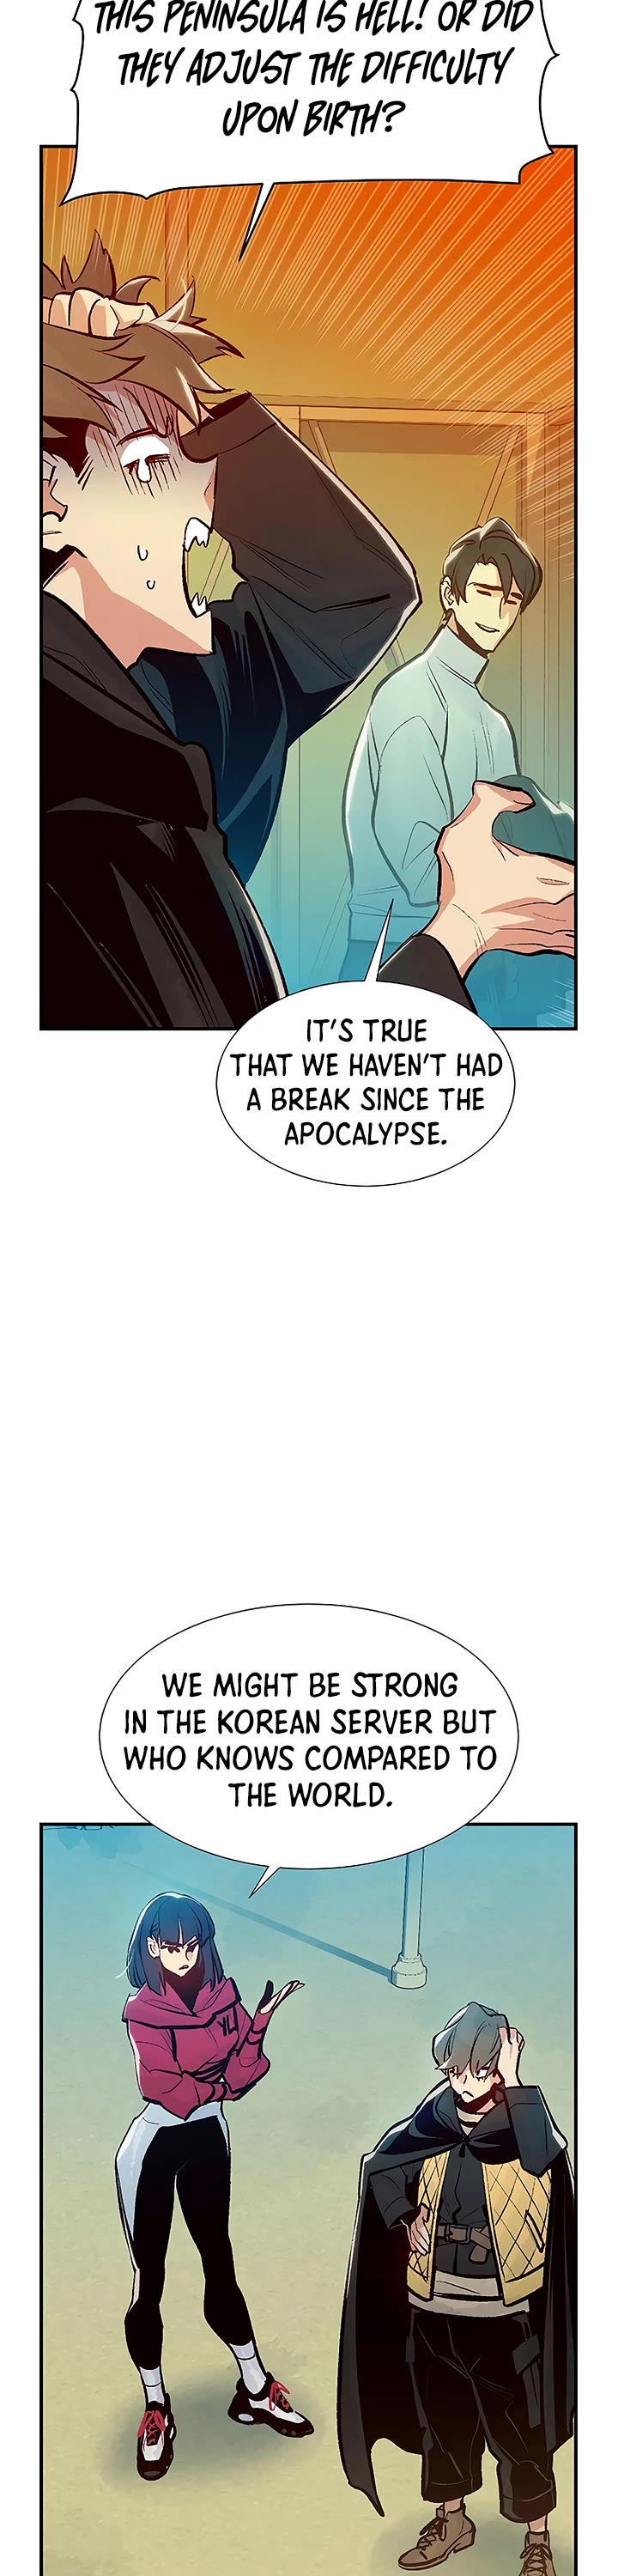 THIS PENINSULA IS HELL! OR DID
THEY ADJUST THE DIFFICULTY
UPON BIRTH?
IT'S TRUE
THAT WE HAVEN'T HAD
A BREAK SINCE THE
APOCALYPSE.
WE MIGHT BE STRONG
IN THE KOREAN SERVER BUT
WHO KNOWS COMPARED TO
THE WORLD.